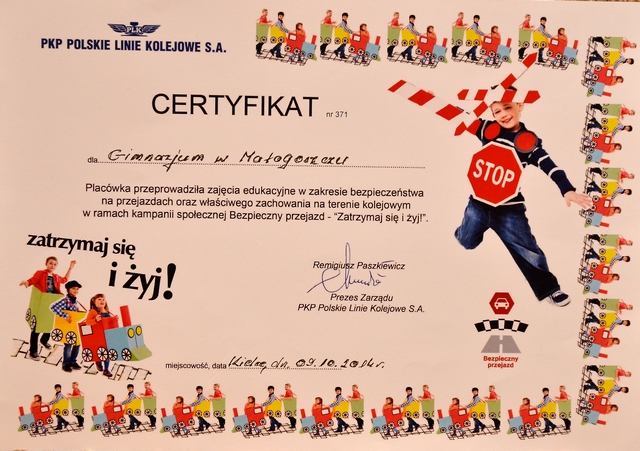 PLK
PKP POLSKIE LINIE KOLEJOWE S.A.
CERTYFIKAT nr 371
dla Gimnazjum w Małogoszczu
Placówka przeprowadziła zajęcia edukacyjne w zakresie bezpieczeństwa
na przejazdach oraz właściwego zachowania na terenie kolejowym
w ramach kampanii społecznej Bezpieczny przejazd - "Zatrzymaj się i żyj!".
STOP
zatrzymaj się
i żyj!
Remigiusz Paszkiewicz
Prezes Zarządu
PKP Polskie Linie Kolejowe S.A.
Bezpieczny
przejazd
miejscowość, data Kielce, dn. 09.10.2014r.